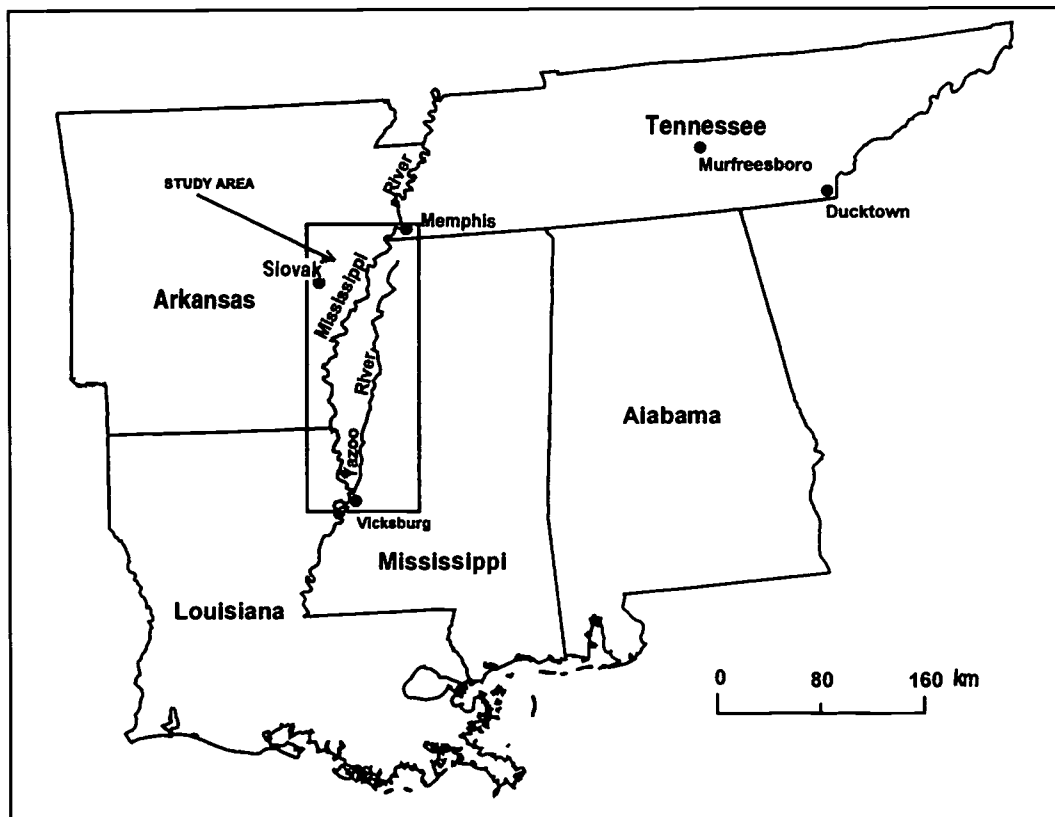 Tennessee
Murfreesboro
Ducktown
River
STUDY AREA
Memphis
Slovak
Mississippi
Arkansas
River
Alabama
Yazoo
Vicksburg
Mississippi
Louisiana
0 80 160 km